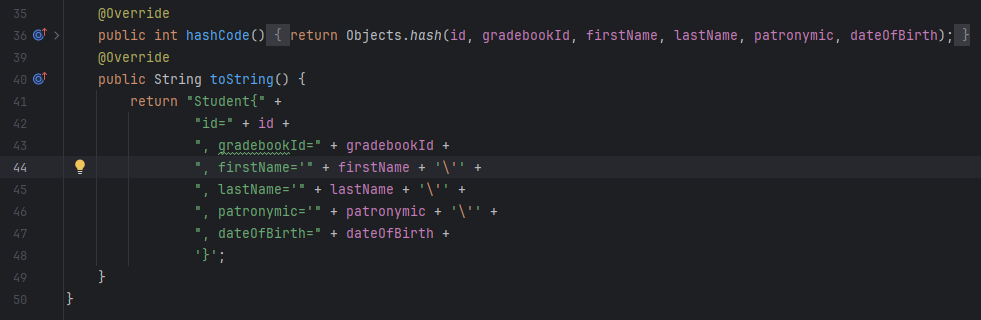 35 @Override
36 public int hashCode() { return Objects.hash(id, gradebookId, firstName, lastName, patronymic, dateOfBirth); }
39 @Override
40 public String toString() {
41 return "Student{" +
42 "id=" + id +
43 ", gradebookId=" + gradebookId +
44 ", firstName='" + firstName + '\'' +
45 ", lastName='" + lastName + '\'' +
46 ", patronymic='" + patronymic + '\'' +
47 ", dateOfBirth=" + dateOfBirth +
48 '}';
49 }
50 }